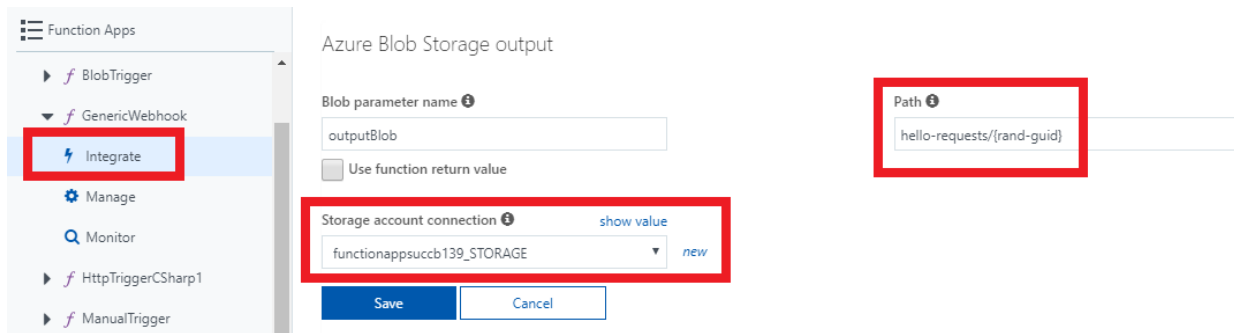 Function Apps
f BlobTrigger
f GenericWebhook
Integrate
Manage
Monitor
f HttpTriggerCSharp1
f ManualTrigger
Azure Blob Storage output
Blob parameter name
outputBlob
Use function return value
Storage account connection show value
functionappsuccb139_STORAGE new
Save Cancel
Path
hello-requests/{rand-guid}